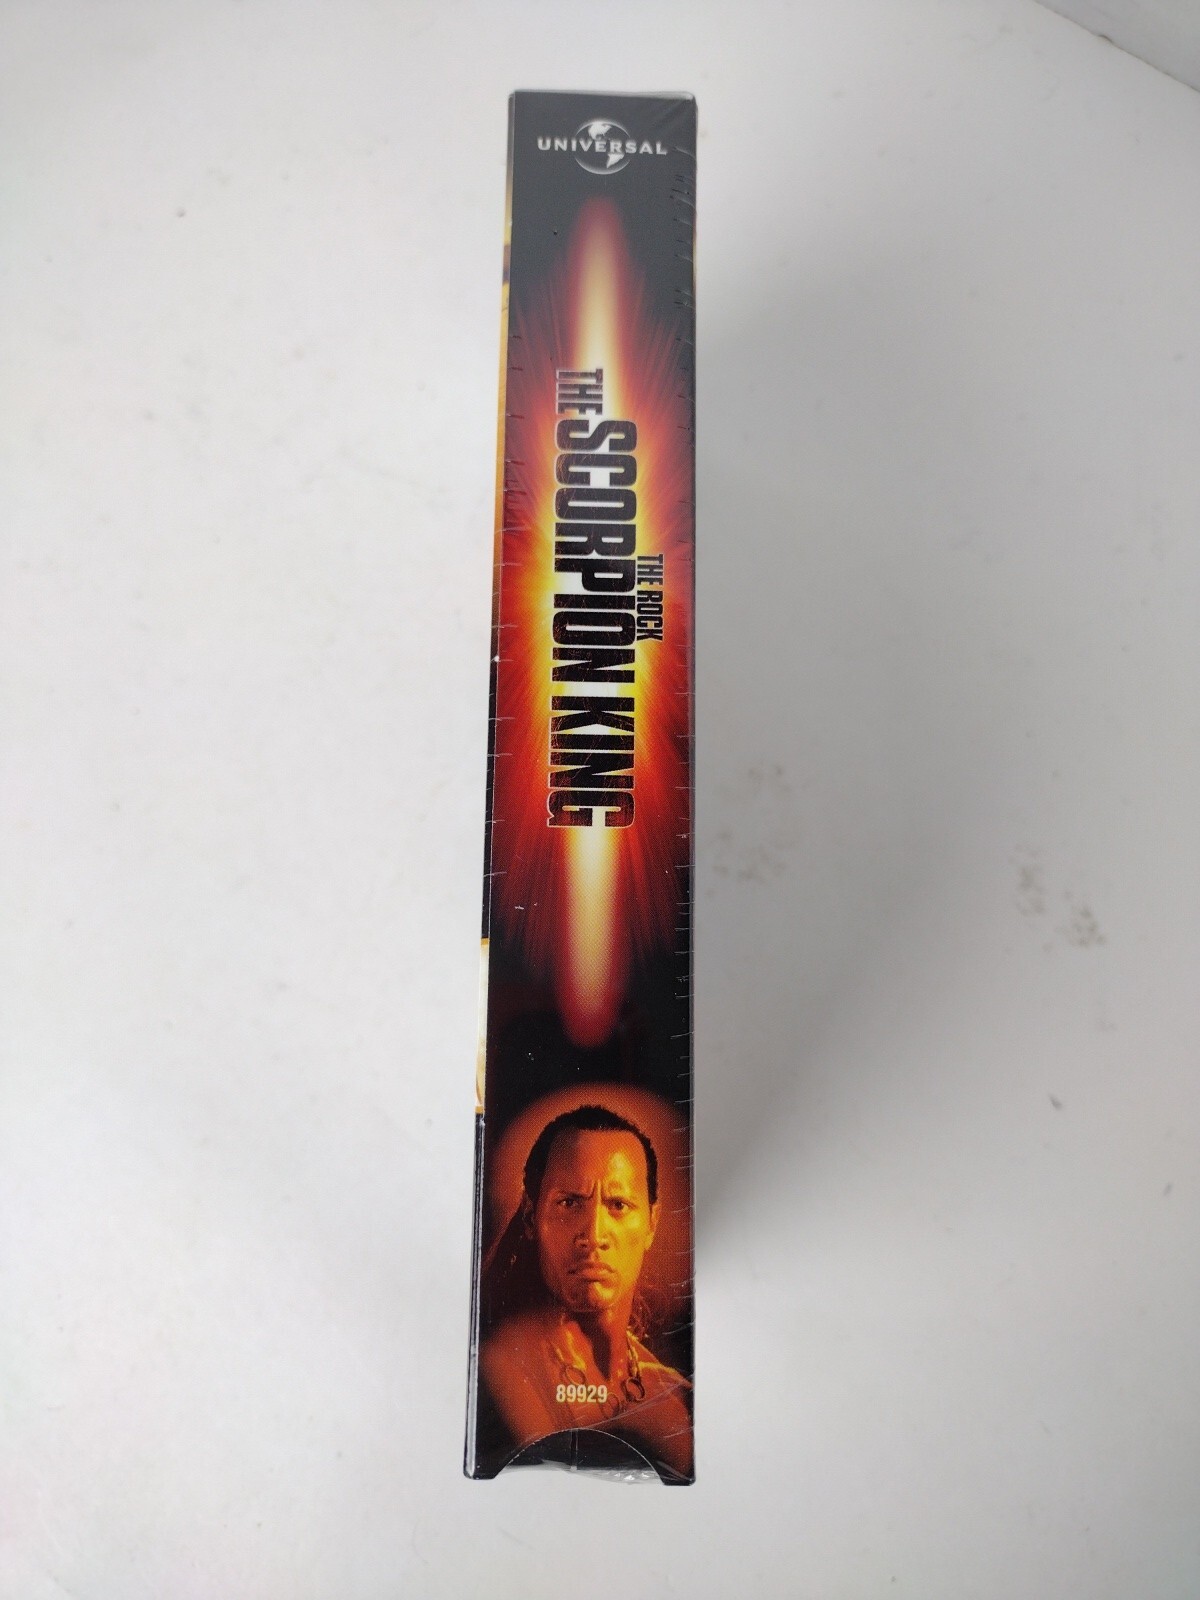 UNIVERSAL
THE ROCK
THE SCORPION KING
89929